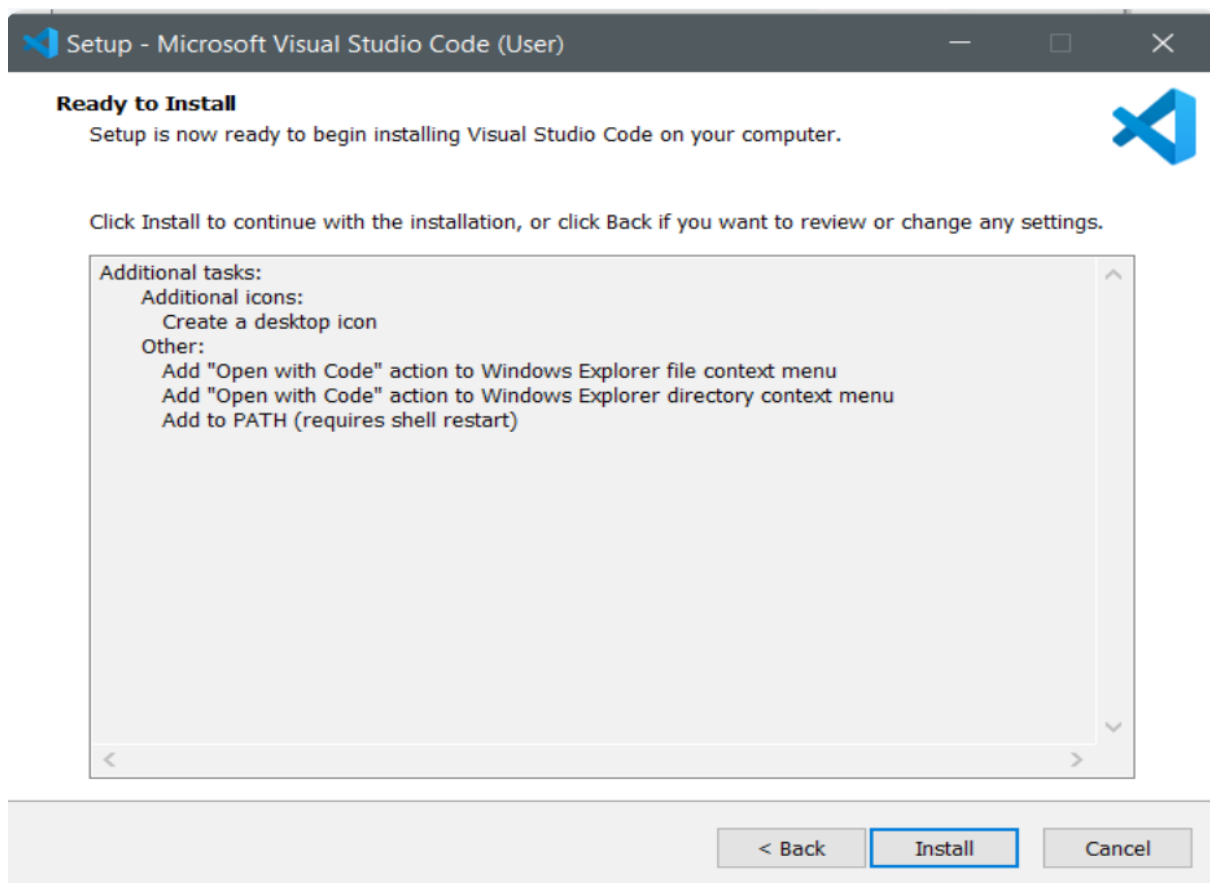 Setup - Microsoft Visual Studio Code (User)
Ready to Install
Setup is now ready to begin installing Visual Studio Code on your computer.
Click Install to continue with the installation, or click Back if you want to review or change any settings.
Additional tasks:
Additional icons:
Create a desktop icon
Other:
Add "Open with Code" action to Windows Explorer file context menu
Add "Open with Code" action to Windows Explorer directory context menu
Add to PATH (requires shell restart)
< Back Install Cancel